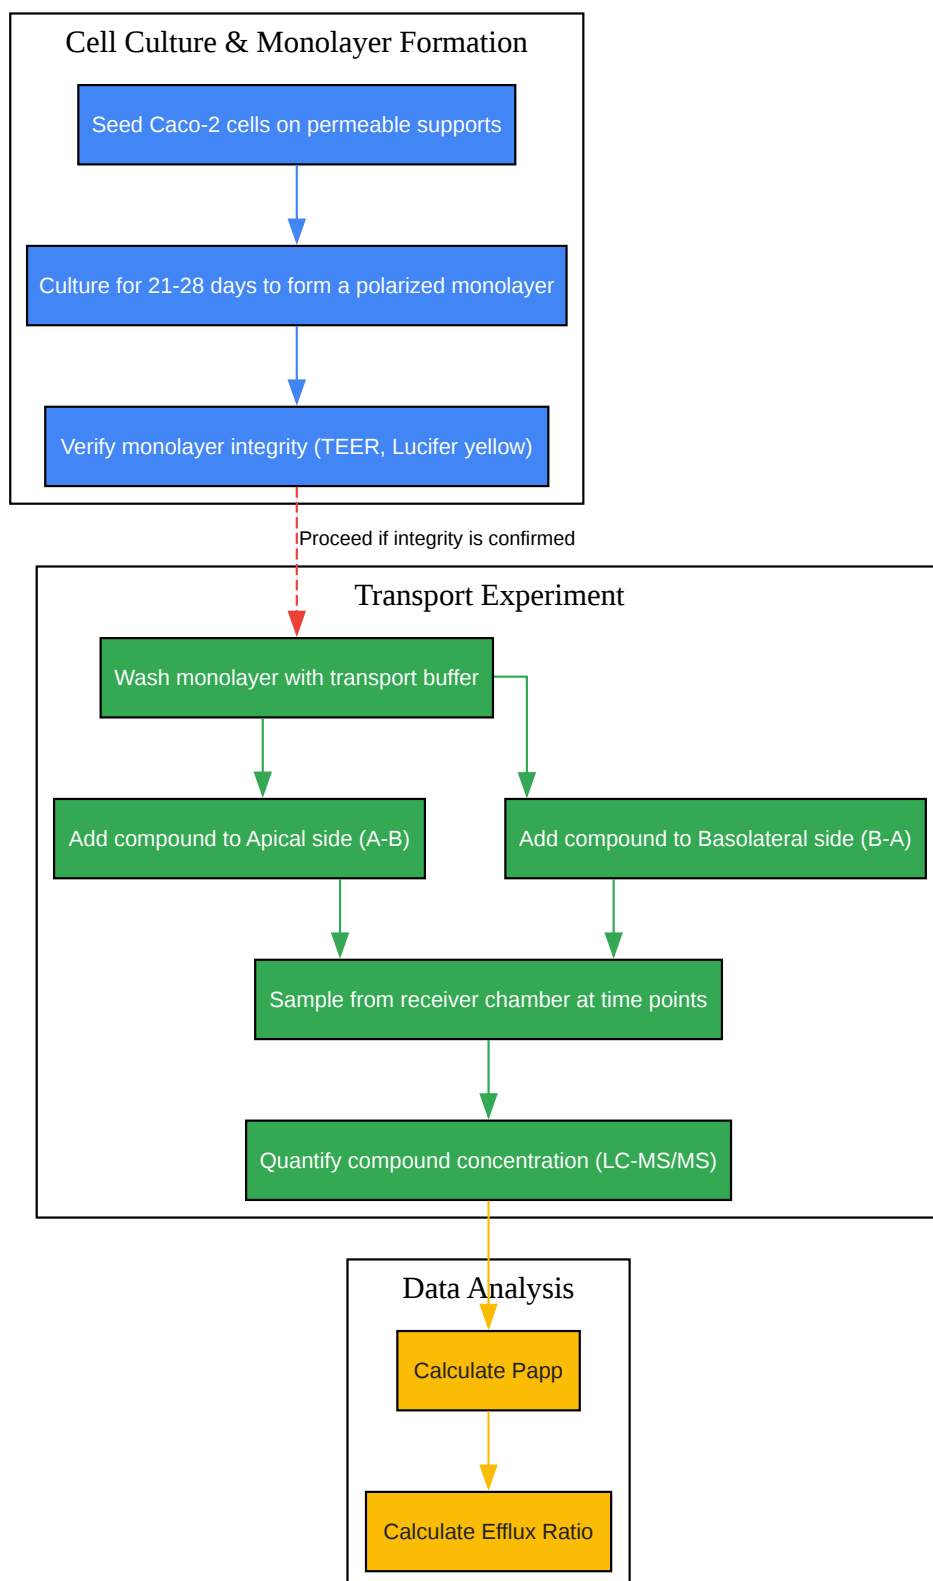 Cell Culture & Monolayer Formation
Seed Caco-2 cells on permeable supports
Culture for 21-28 days to form a polarized monolayer
Verify monolayer integrity (TEER, Lucifer yellow)
Proceed if integrity is confirmed
Transport Experiment
Wash monolayer with transport buffer
Add compound to Apical side (A-B)
Add compound to Basolateral side (B-A)
Sample from receiver chamber at time points
Quantify compound concentration (LC-MS/MS)
Data Analysis
Calculate Papp
Calculate Efflux Ratio